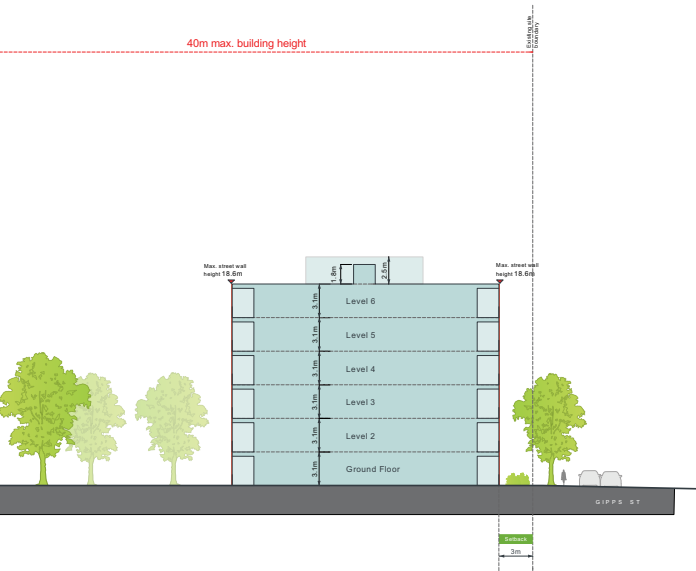 Existing site
boundary
40m max. building height
Max. street wall
height 18.6m
Max. street wall
height 18.6m
1.8m
2.5m
3.1m
Level 6
3.1m
Level 5
3.1m
Level 4
3.1m
Level 3
3.1m
Level 2
3.1m
Ground Floor
GIPPS ST
Setback
3m